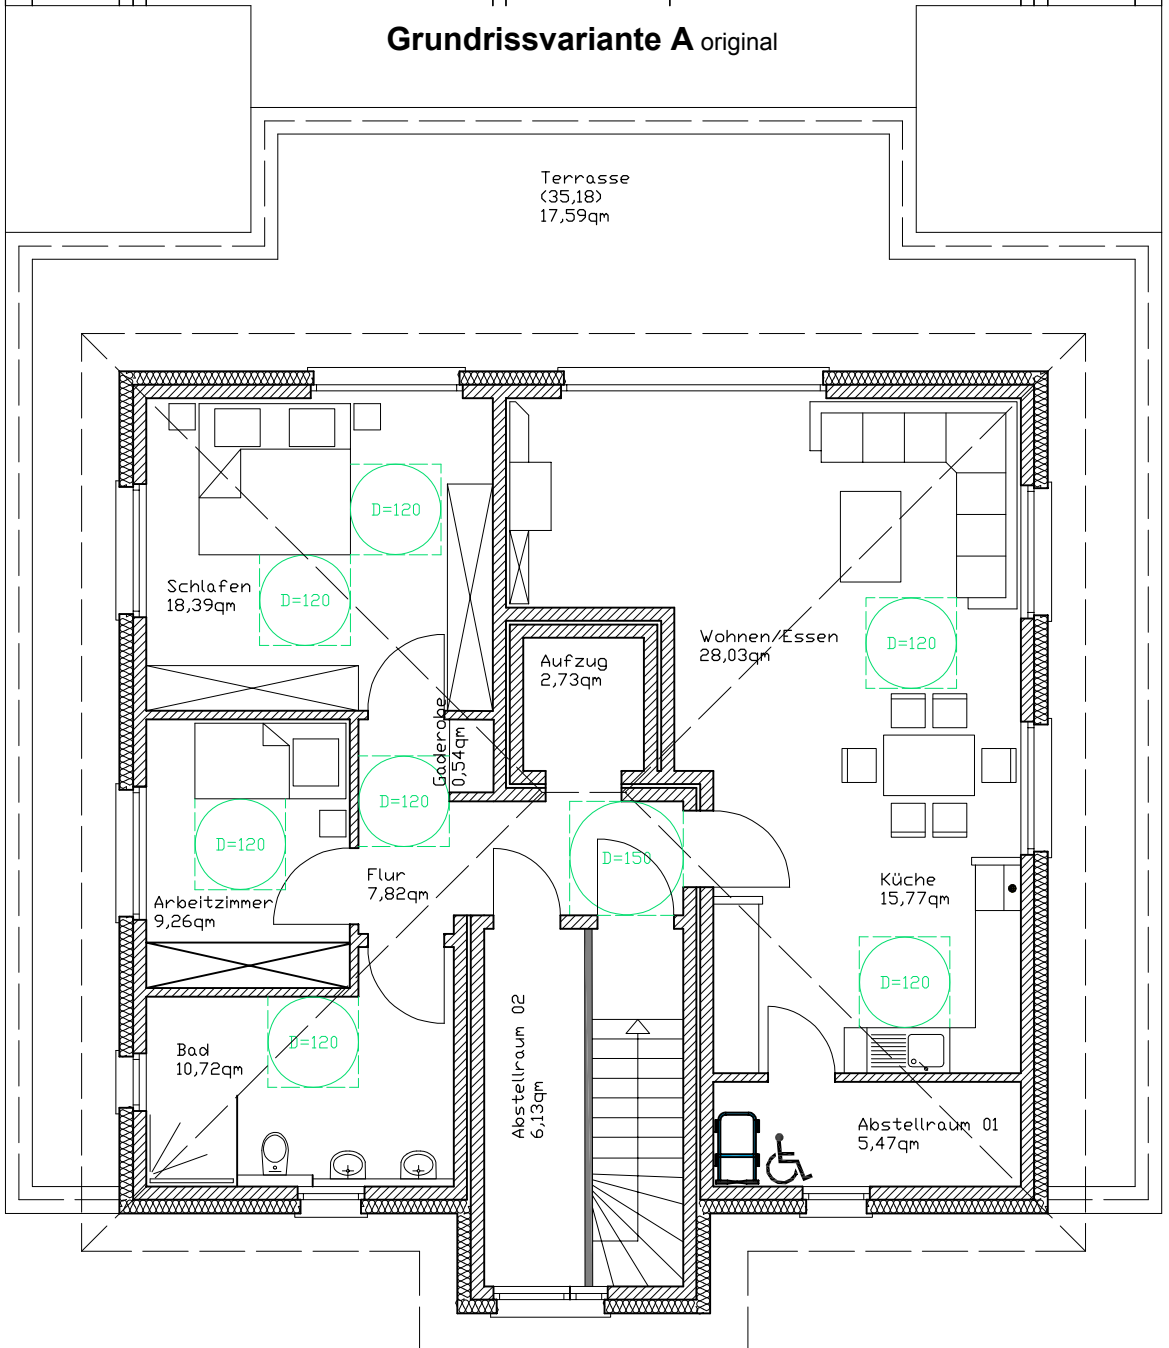 Grundrissvariante A original
Terrasse
(35,18)
17,59qm
D=120
Schlafen
18,39qm
D=120
Wohnen/Essen
28,03qm
D=120
Aufzug
2,73qm
Gaderobe
0,54qm
D=120
D=120
D=150
Flur
7,82qm
Arbeitzimmer
9,26qm
Küche
15,77qm
D=120
Bad
10,72qm
D=120
Abstellraum 02
6,13qm
Abstellraum 01
5,47qm